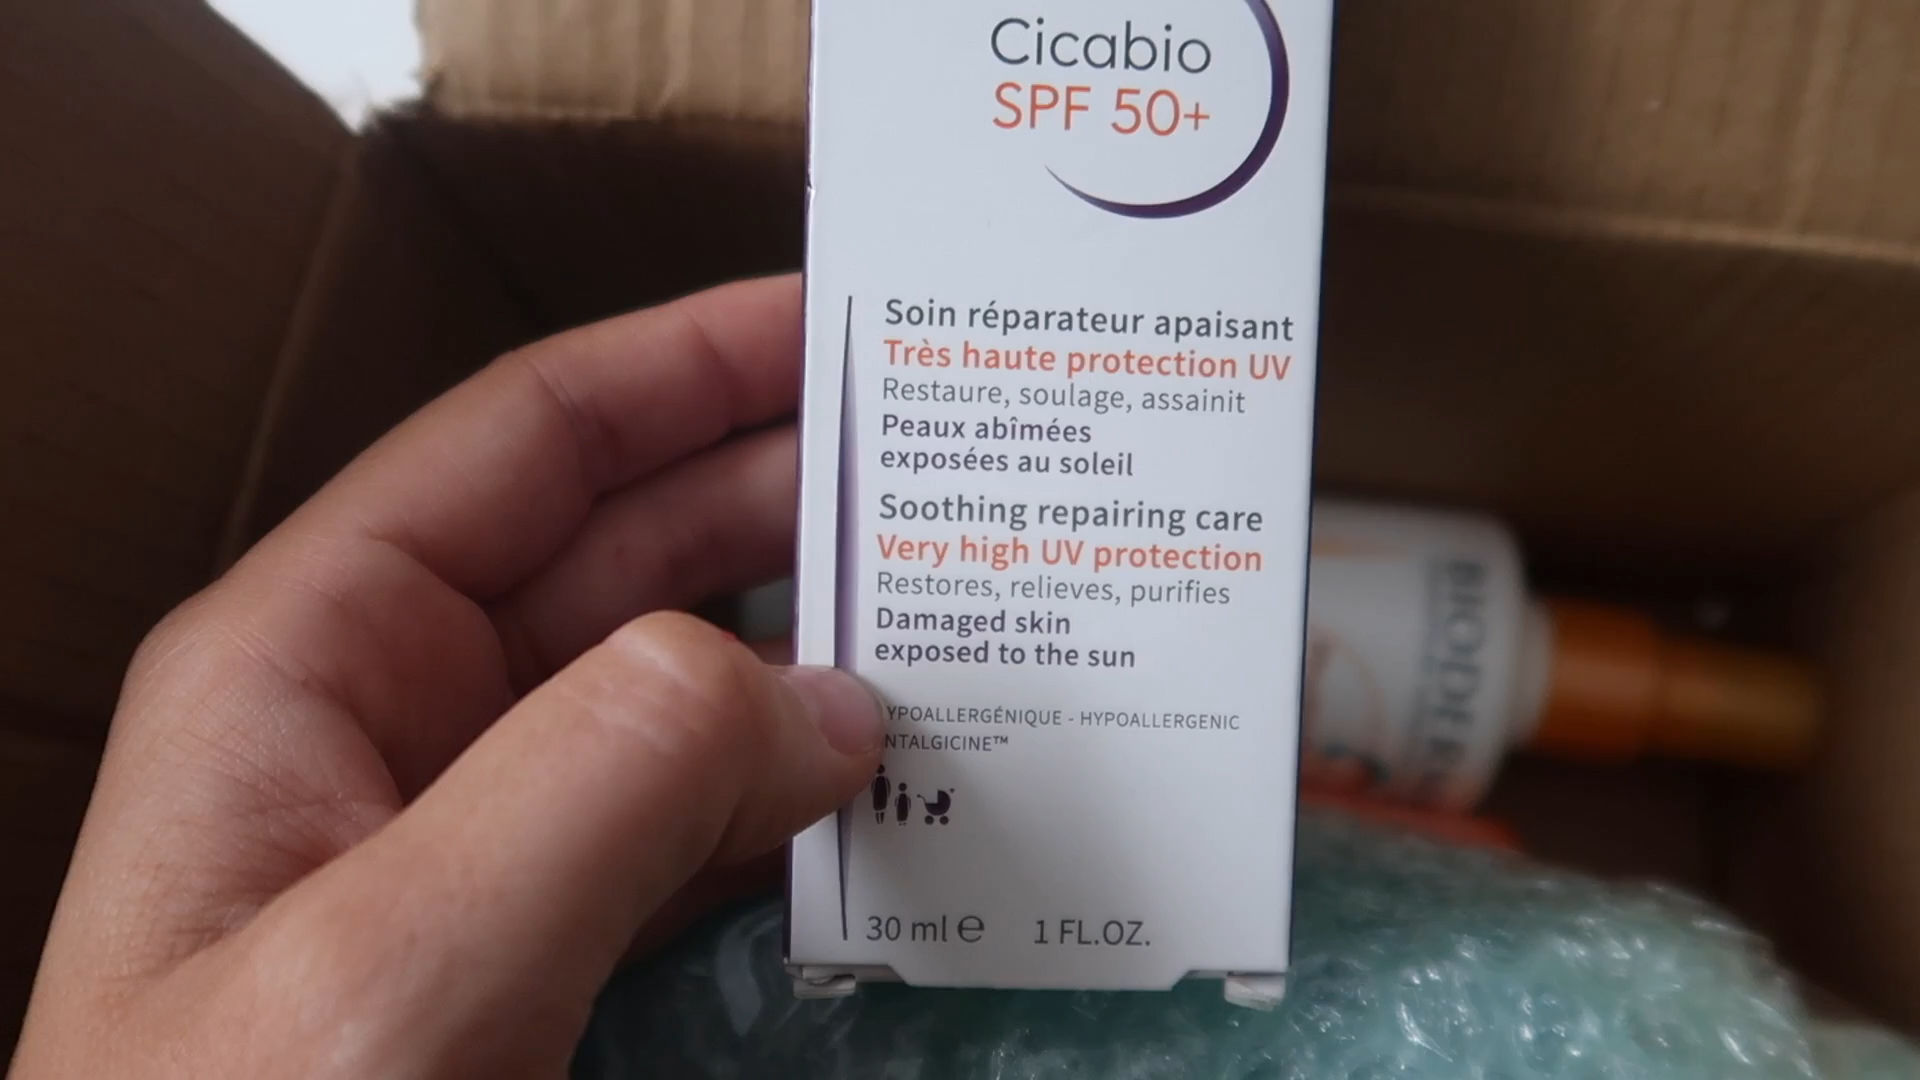 Cicabio
SPF 50+
Soin réparateur apaisant
Très haute protection UV
Restaure, soulage, assainit
Peaux abîmées
exposées au soleil
Soothing repairing care
Very high UV protection
Restores, relieves, purifies
Damaged skin
exposed to the sun
YPOALLERGÉNIQUE - HYPOALLERGENIC
NTALGICINE™
30 ml e 1 FL.OZ.
BIODER